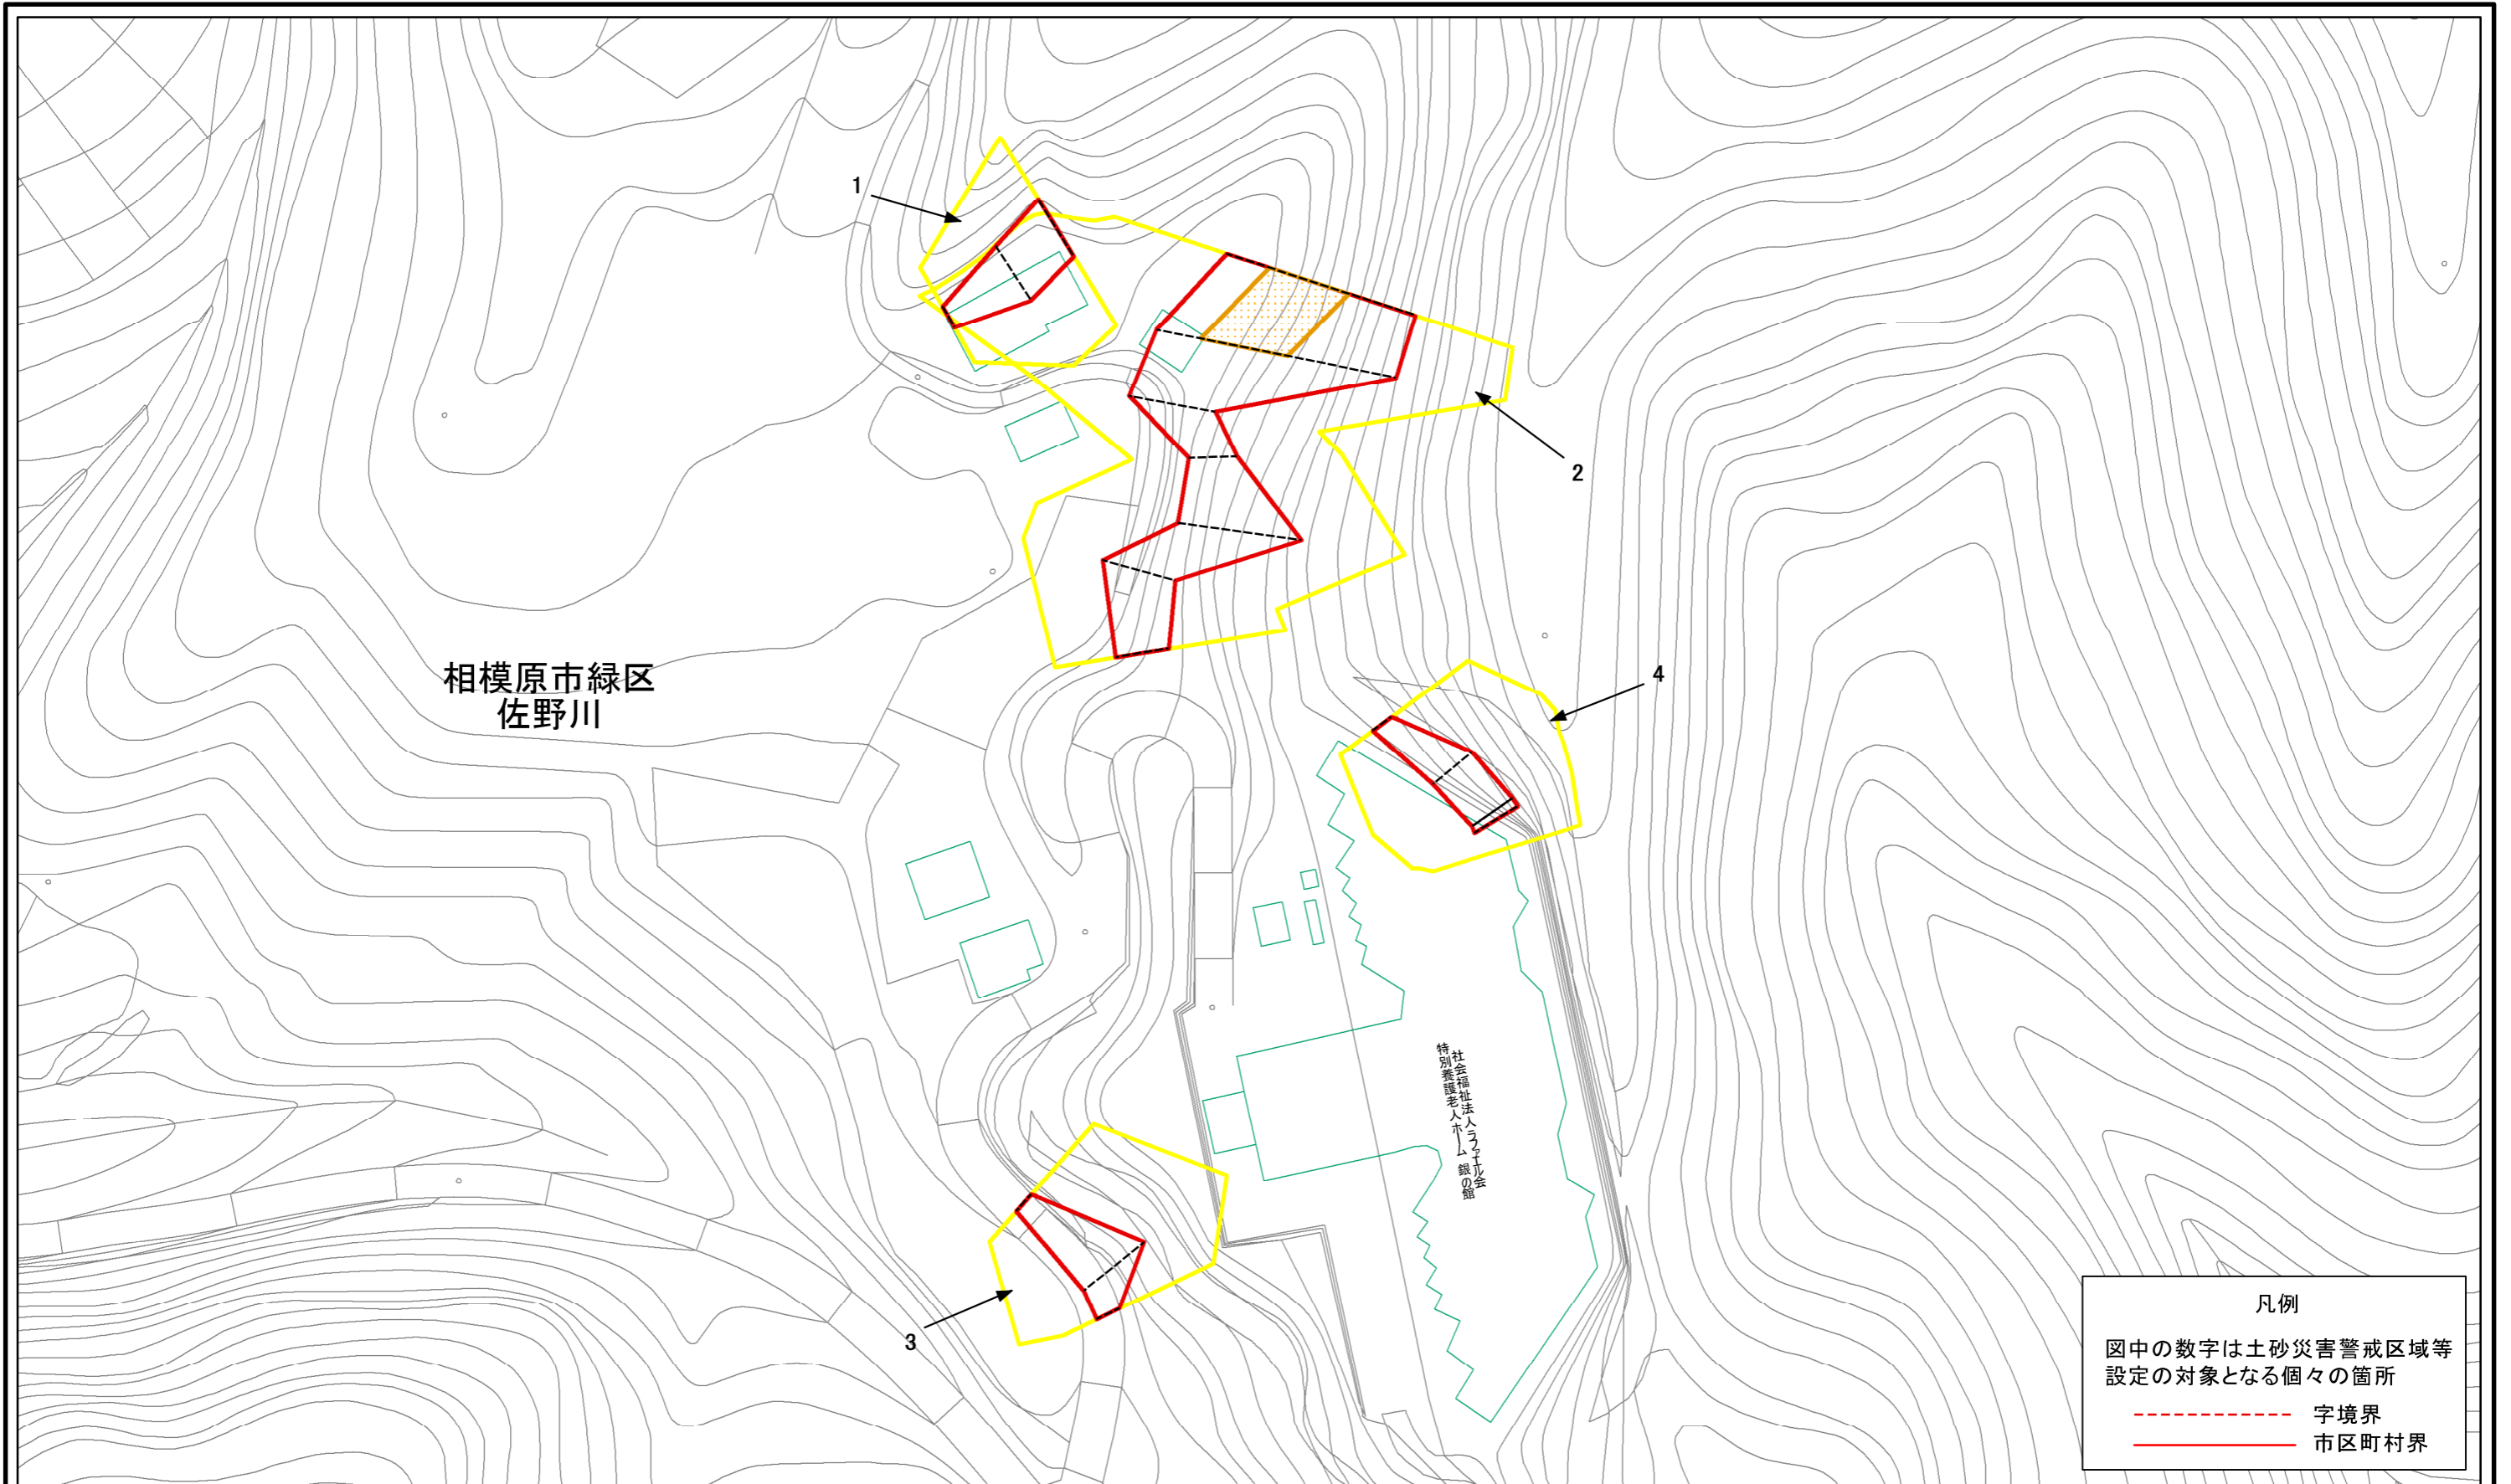 1
2
相模原市緑区
佐野川
4
社会福祉法人ラファエル会
特別養護老人ホーム 銀の館
3
凡例
図中の数字は土砂災害警戒区域等
設定の対象となる個々の箇所
字境界
市区町村界